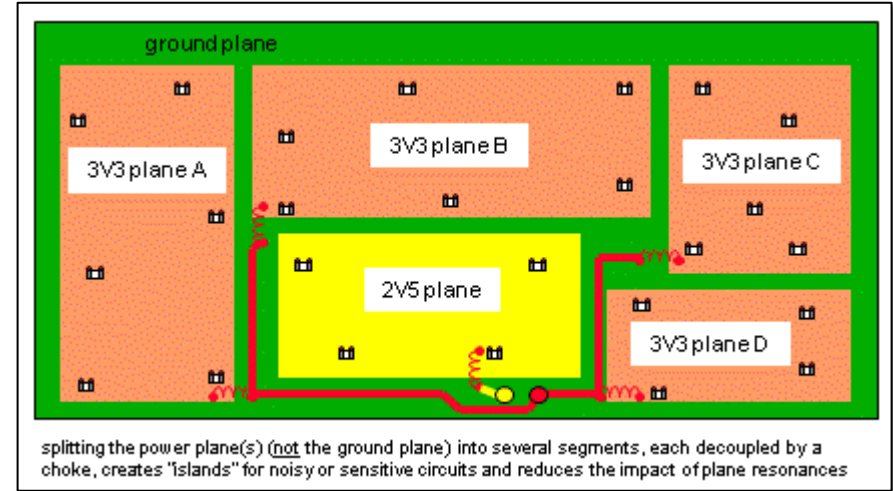 ground plane
3V3 plane A
3V3 plane B
3V3 plane C
2V5 plane
3V3 plane D
splitting the power plane(s) (not the ground plane) into several segments, each decoupled by a
choke, creates "islands" for noisy or sensitive circuits and reduces the impact of plane resonances